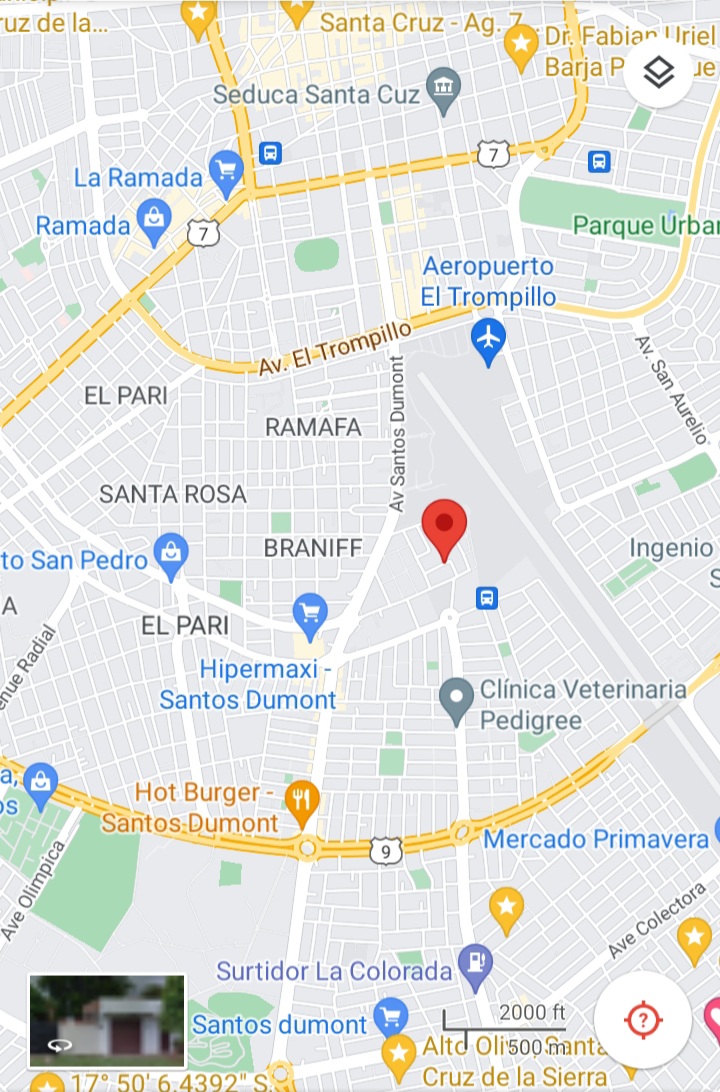 ruz de la...
Santa Cruz - Ag. 7
Dr. Fabian Uriel
Barja P
ue
Seduca Santa Cuz
7
La Ramada
Ramada
7
Parque Urbar
Aeropuerto
El Trompillo
Av. El Trompillo
Av. San Aurelio
EL PARI
Av Santos Dumont
RAMAFA
SANTA ROSA
BRANIFF
to San Pedro
Ingenio
S
A
EL PARI
enue Radial
Hipermaxi -
Santos Dumont
Clínica Veterinaria
Pedigree
a,
os
Hot Burger -
Santos Dumont
9
Mercado Primavera
Ave Olimpica
Ave Colectora
Surtidor La Colorada
2000 ft
500 m
Santos dumont
Alto Oli
, Santa
Cruz de la Sierra
17° 50' 6.4392" S